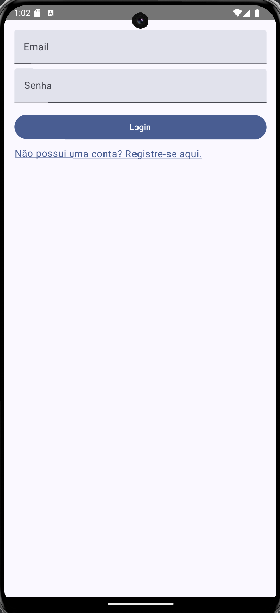 1:02
Email
Senha
Login
Não possui uma conta? Registre-se aqui.